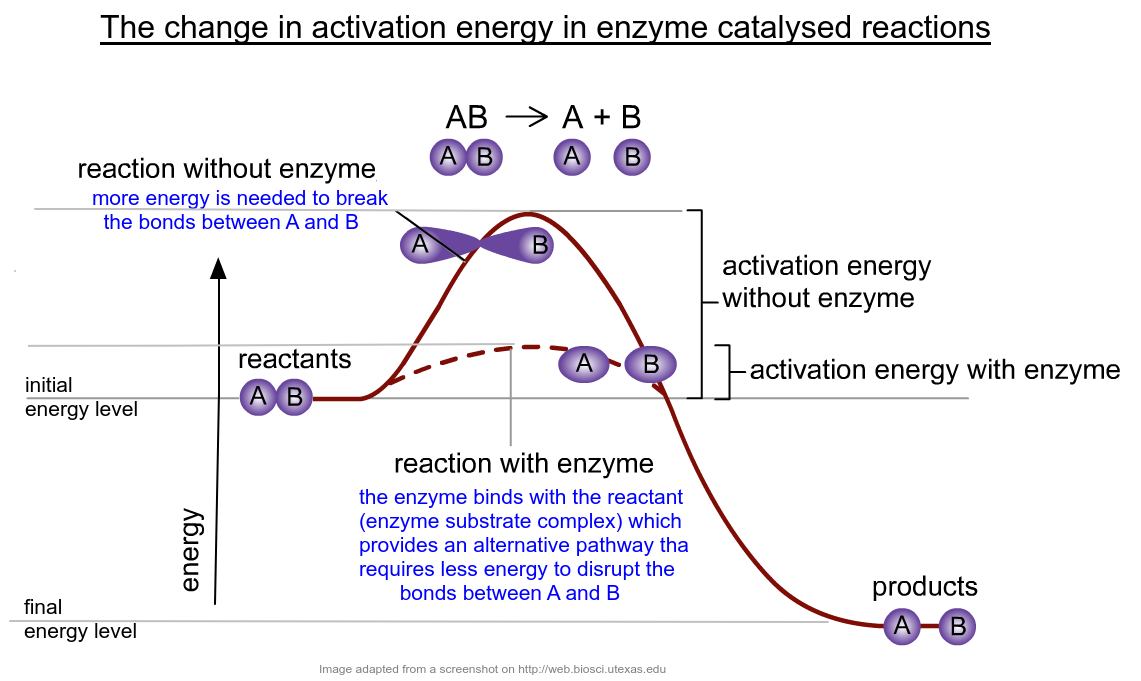 The change in activation energy in enzyme catalysed reactions
AB → A + B
A B A B
reaction without enzyme
more energy is needed to break
the bonds between A and B
A B
activation energy
without enzyme
reactants
A B
A B
activation energy with enzyme
initial
energy level
reaction with enzyme
the enzyme binds with the reactant
(enzyme substrate complex) which
provides an alternative pathway tha
requires less energy to disrupt the
bonds between A and B
energy
products
A B
final
energy level
Image adapted from a screenshot on http://web.biosci.utexas.edu